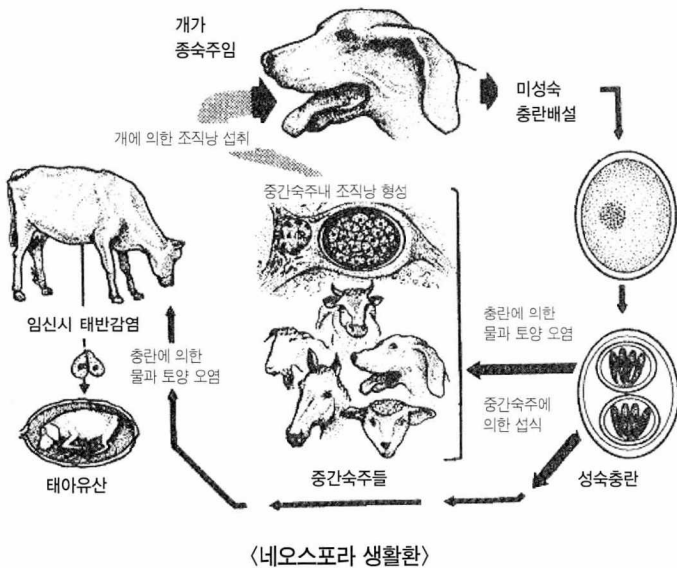 개가
종숙주임
미성숙
충란배설
개에 의한 조직낭 섭취
중간숙주내 조직낭 형성
임신시 태반감염
충란에 의한
물과 토양 오염
충란에 의한
물과 토양 오염
중간숙주에
의한 섭식
태아유산
중간숙주들
성숙충란
〈네오스포라 생활환〉